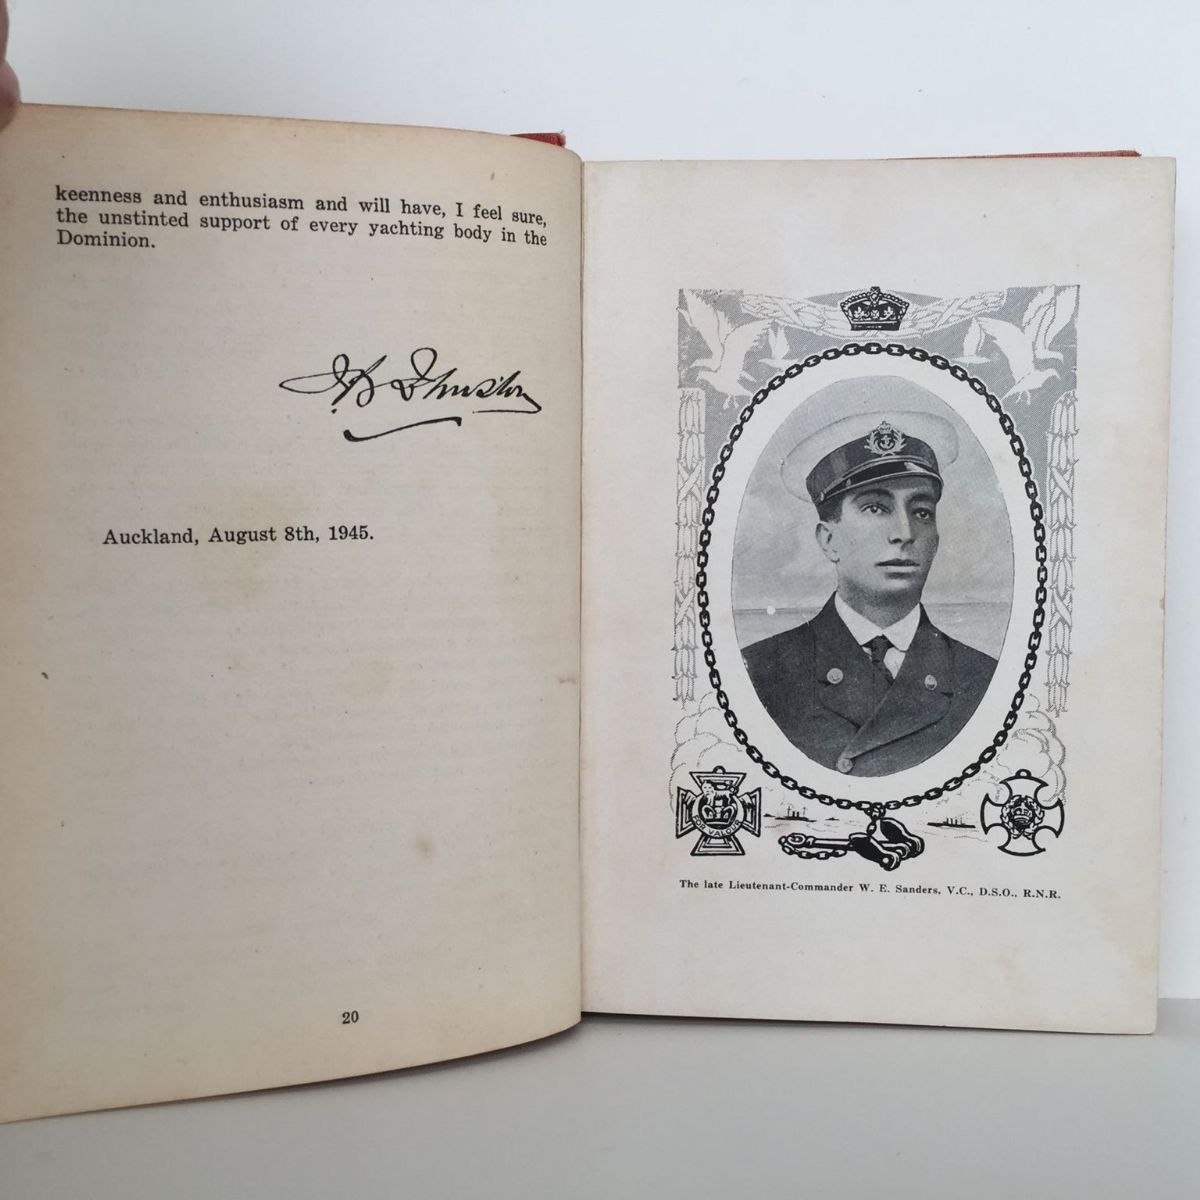 keenness and enthusiasm and will have, I feel sure,
the unstinted support of every yachting body in the
Dominion.
Johnston
Auckland, August 8th, 1945.
20
FOR VALOUR
The late Lieutenant-Commander W. E. Sanders, V.C., D.S.O., R.N.R.